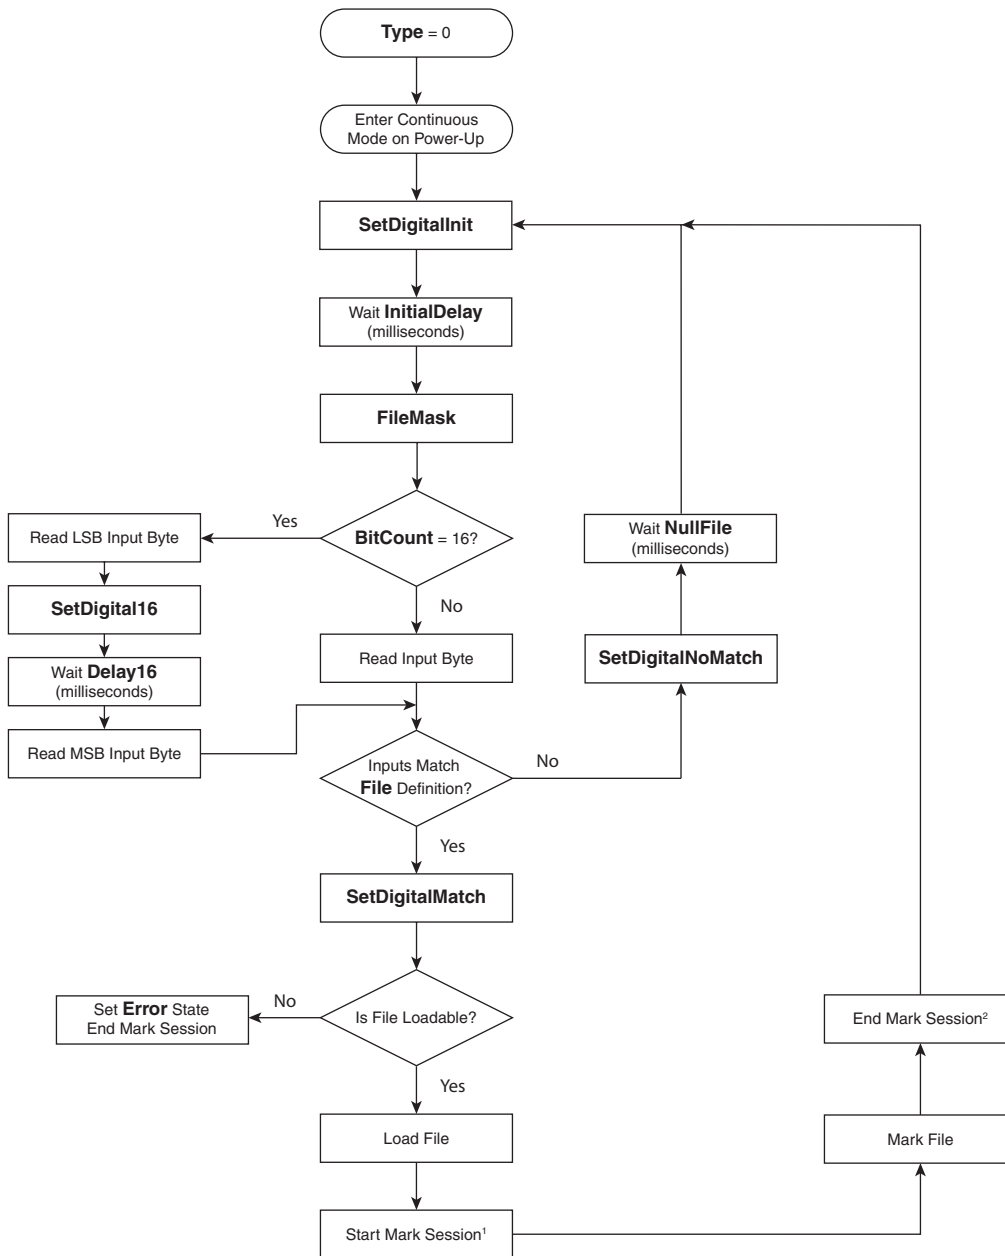 Type = 0
Enter Continuous
Mode on Power-Up
SetDigitalInit
Wait InitialDelay
(milliseconds)
FileMask
BitCount = 16?
Yes
Read LSB Input Byte
SetDigital16
Wait Delay16
(milliseconds)
Read MSB Input Byte
No
Read Input Byte
Wait NullFile
(milliseconds)
SetDigitalNoMatch
Inputs Match
File Definition?
No
Yes
SetDigitalMatch
Is File Loadable?
No
Set Error State
End Mark Session
Yes
Load File
Start Mark Session¹
Mark File
End Mark Session²